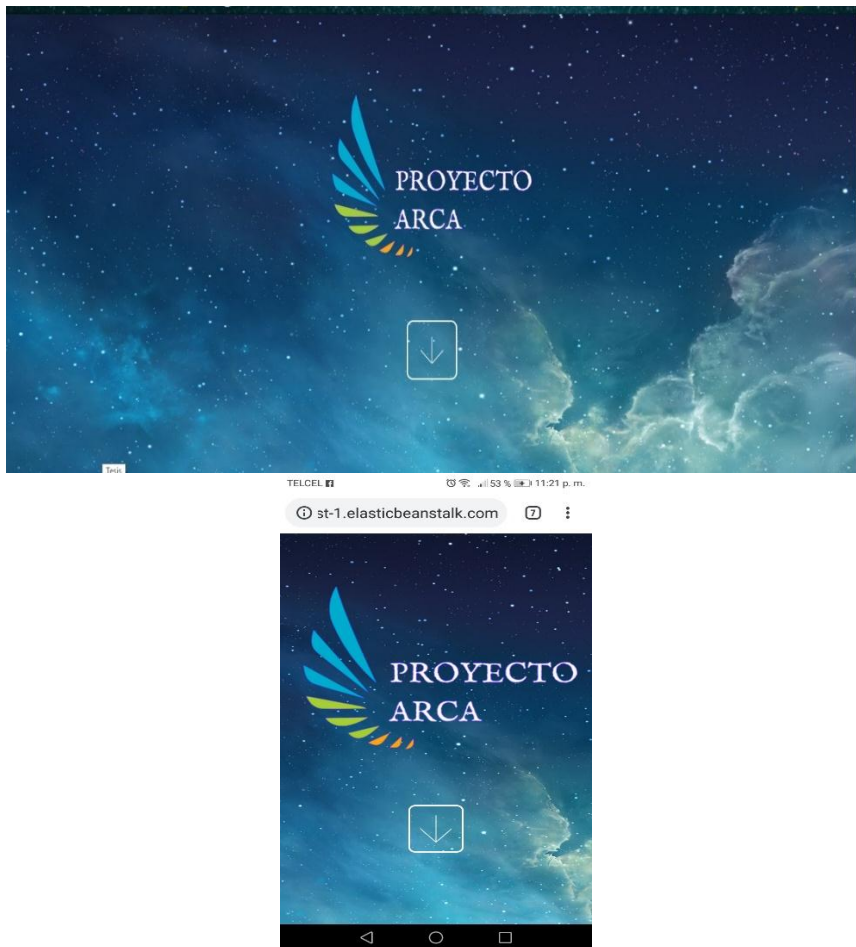 PROYECTO
ARCA
Tesis
TELCEL 53 % 11:21 p. m.
st-1.elasticbeanstalk.com 7
PROYECTO
ARCA